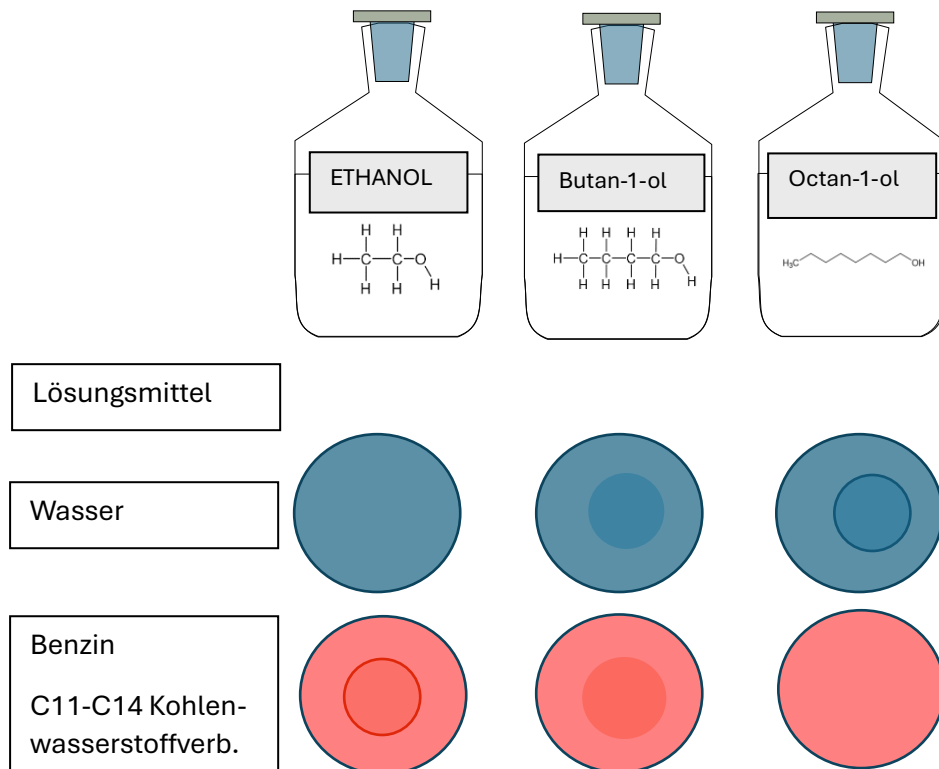 ETHANOL
Butan-1-ol
Octan-1-ol
H H
H C C O
H H H
H H H H
H C C C C O
H H H H H
H₃C OH
Lösungsmittel
Wasser
Benzin
C11-C14 Kohlen-
wasserstoffverb.